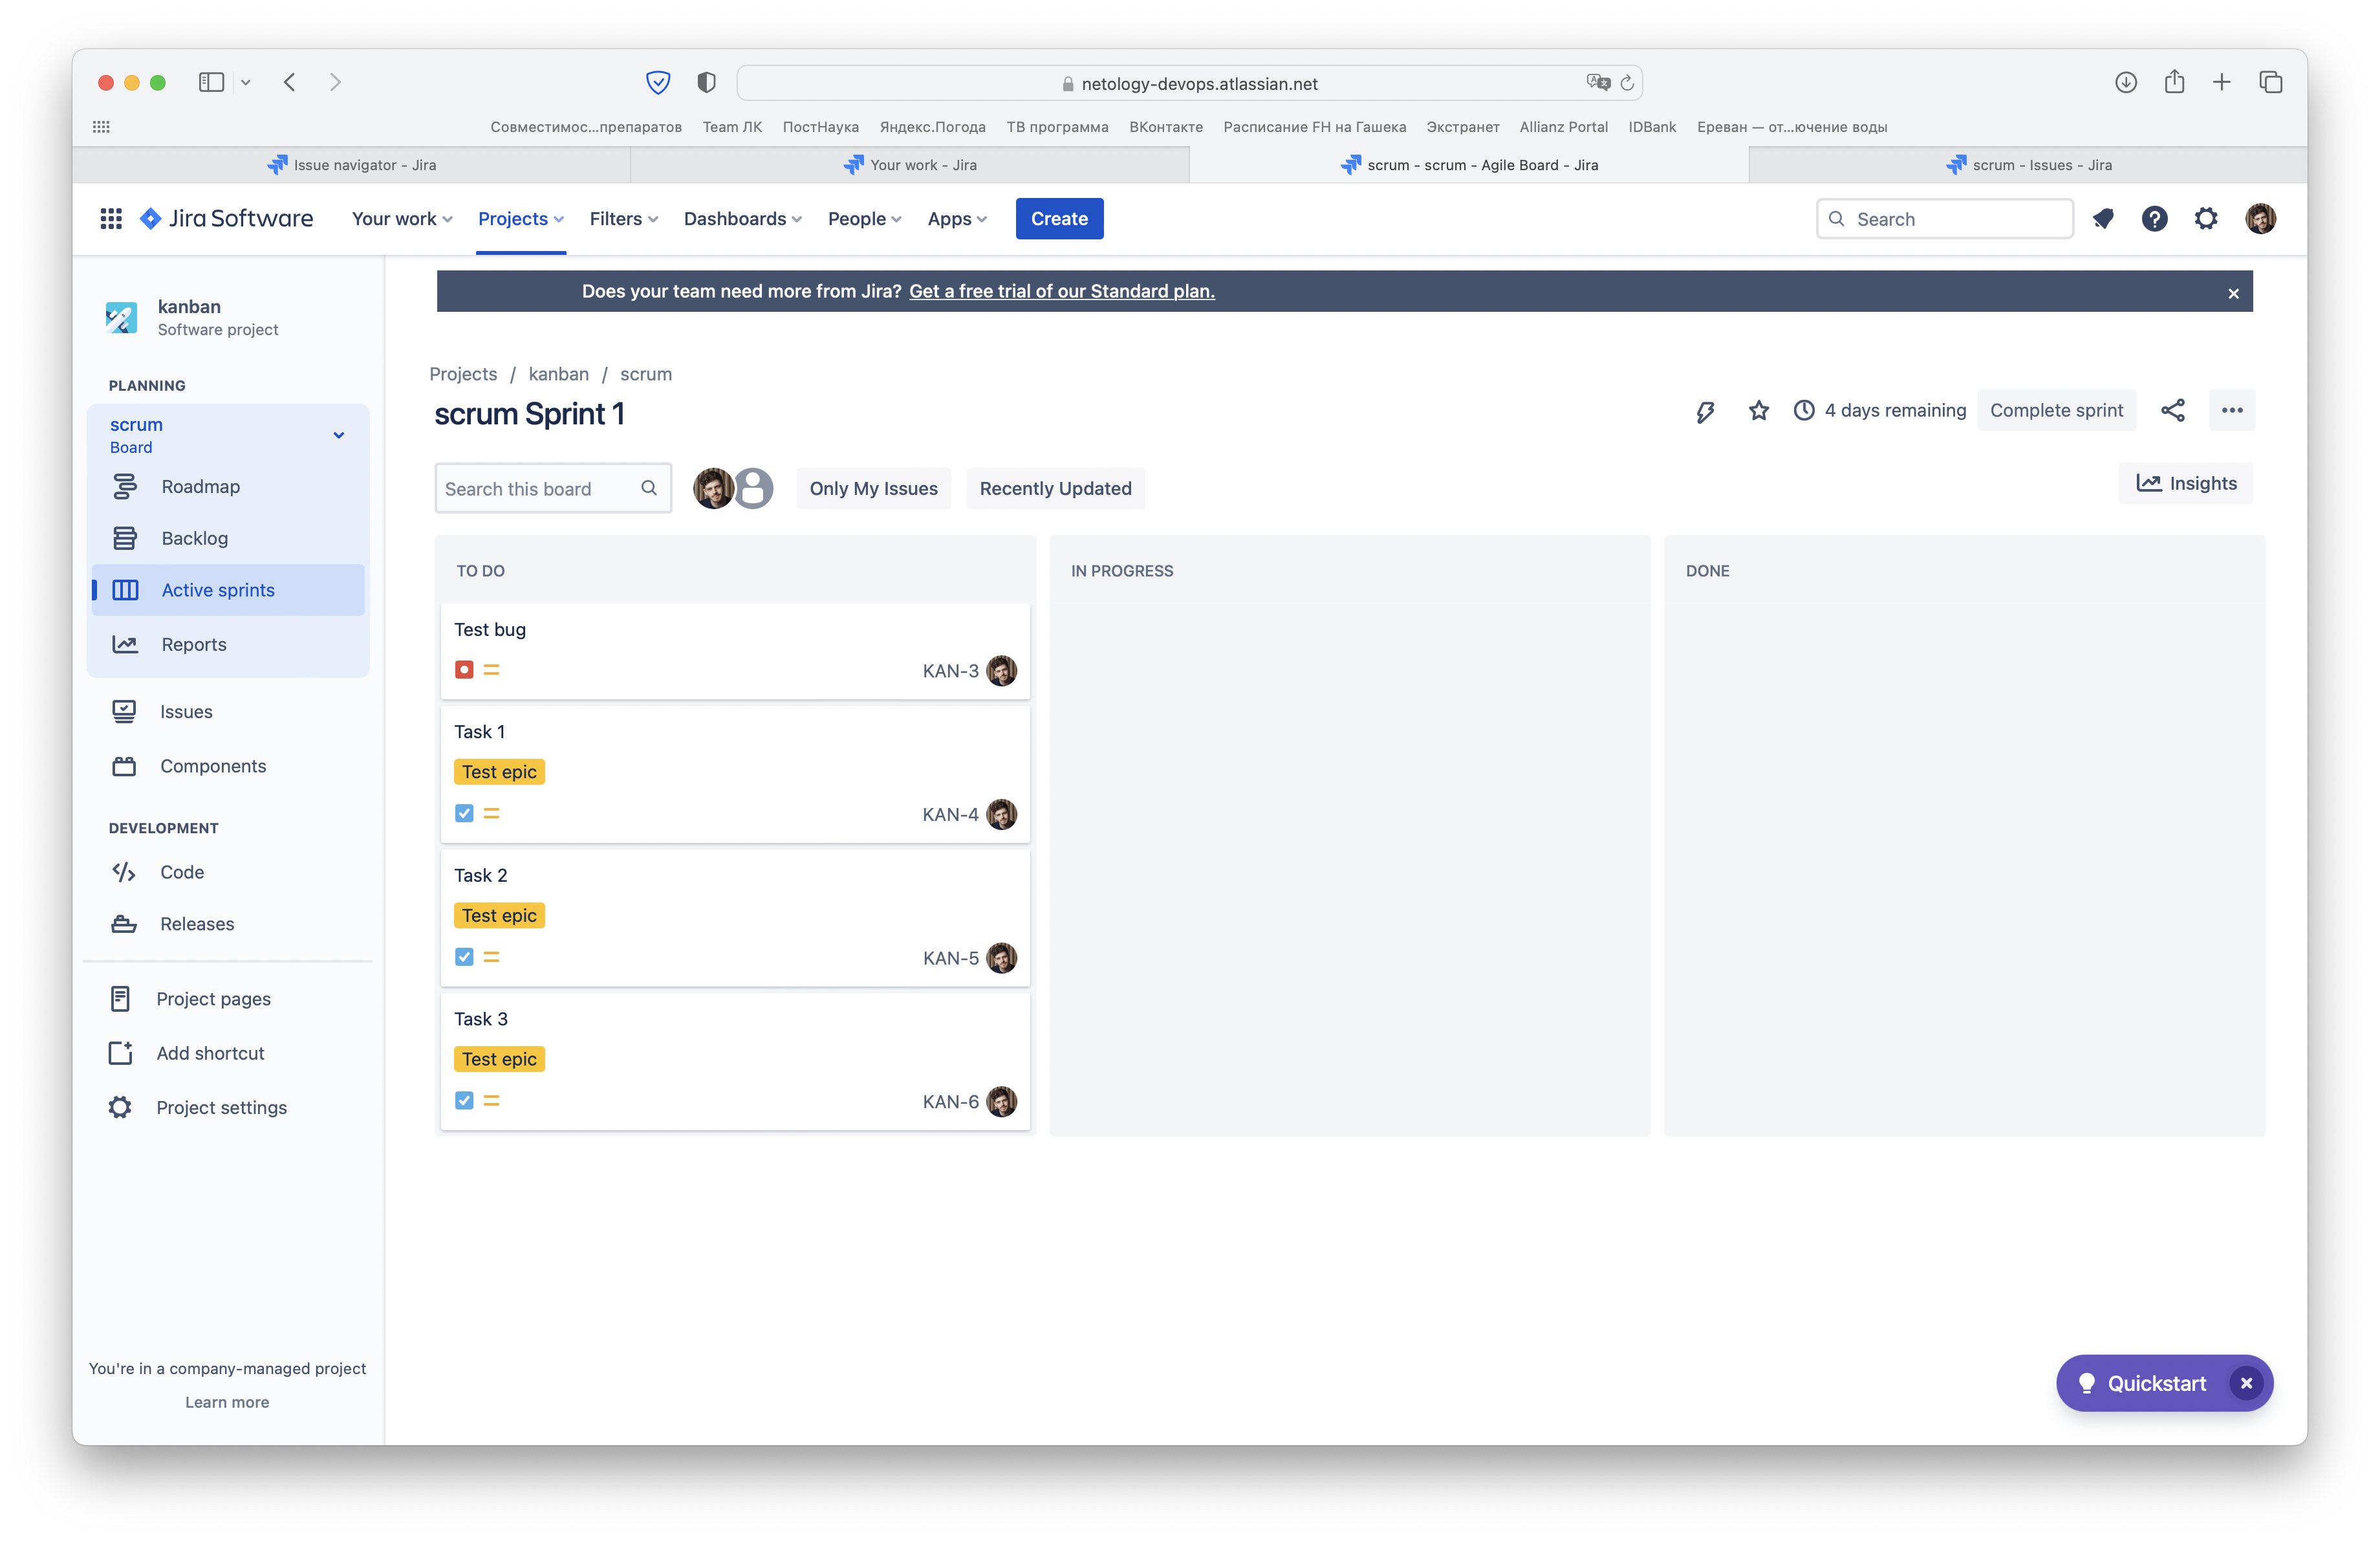 netology-devops.atlassian.net
Совместимос...препаратов Team ЛК ПостНаука Яндекс.Погода ТВ программа ВКонтакте Расписание FH на Гашека Экстранет Allianz Portal IDBank Ереван — от...ючение воды
Issue navigator - Jira Your work - Jira scrum - scrum - Agile Board - Jira scrum - Issues - Jira
Jira Software Your work Projects Filters Dashboards People Apps Create Search
kanban
Software project
PLANNING
scrum
Board
Roadmap
Backlog
Active sprints
Reports
Issues
Components
DEVELOPMENT
Code
Releases
Project pages
Add shortcut
Project settings
You're in a company-managed project
Learn more
Does your team need more from Jira? Get a free trial of our Standard plan.
Projects / kanban / scrum
scrum Sprint 1
4 days remaining Complete sprint
Search this board Only My Issues Recently Updated Insights
TO DO IN PROGRESS DONE
Test bug
KAN-3
Task 1
Test epic
KAN-4
Task 2
Test epic
KAN-5
Task 3
Test epic
KAN-6
Quickstart